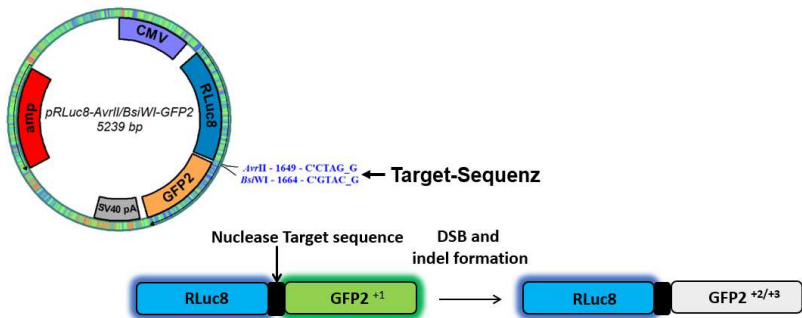 CMV
RLuc8
amp
pRLuc8-AvrII/BsiWI-GFP2
5239 bp
AvrII - 1649 - C'CTAG_G
BsiWI - 1664 - C'GTAC_G
Target-Sequenz
GFP2
SV40 pA
Nuclease Target sequence
DSB and
indel formation
RLuc8
GFP2 +1
RLuc8
GFP2 +2/+3